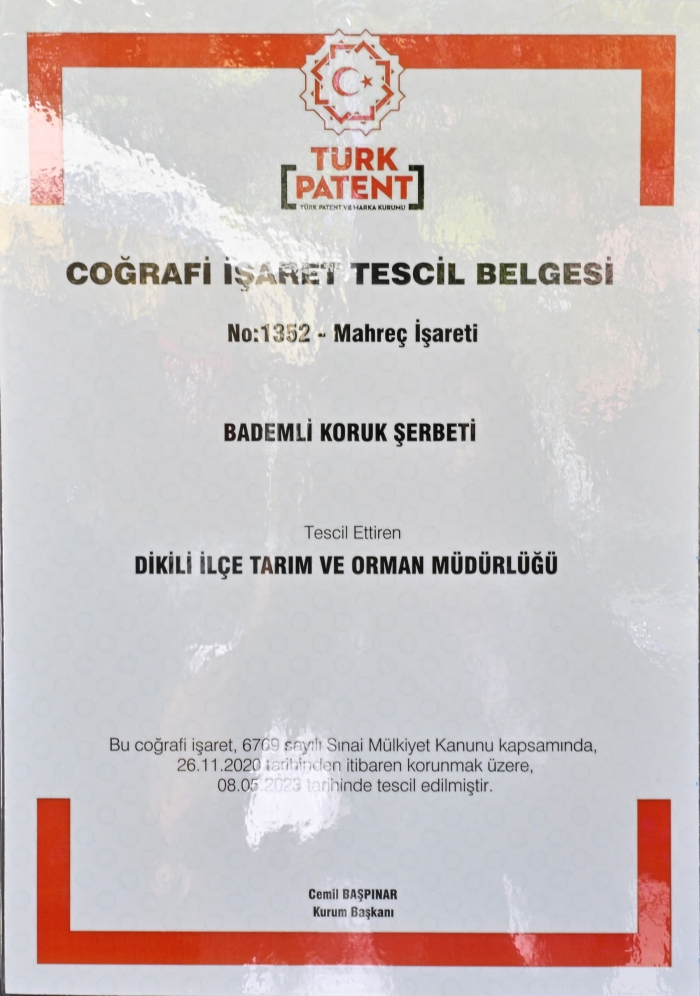 TÜRK
PATENT
TÜRK PATENT VE MARKA KURUMU
COĞRAFİ İŞARET TESCİL BELGESİ
No:1352 - Mahreç İşareti
BADEMLİ KORUK ŞERBETİ
Tescil Ettiren
DİKİLİ İLÇE TARIM VE ORMAN MÜDÜRLÜĞÜ
Bu coğrafi işaret, 6769 sayılı Sınai Mülkiyet Kanunu kapsamında,
26.11.2020 tarihinden itibaren korunmak üzere,
08.05.2023 tarihinde tescil edilmiştir.
Cemil BAŞPINAR
Kurum Başkanı